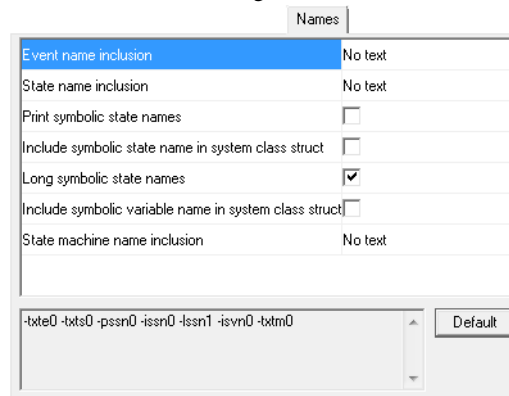 Names
Event name inclusion No text
State name inclusion No text
Print symbolic state names
Include symbolic state name in system class struct
Long symbolic state names
Include symbolic variable name in system class struct
State machine name inclusion No text
-txte0 -txts0 -pssn0 -issn0 -lssn1 -isvn0 -txtm0
Default